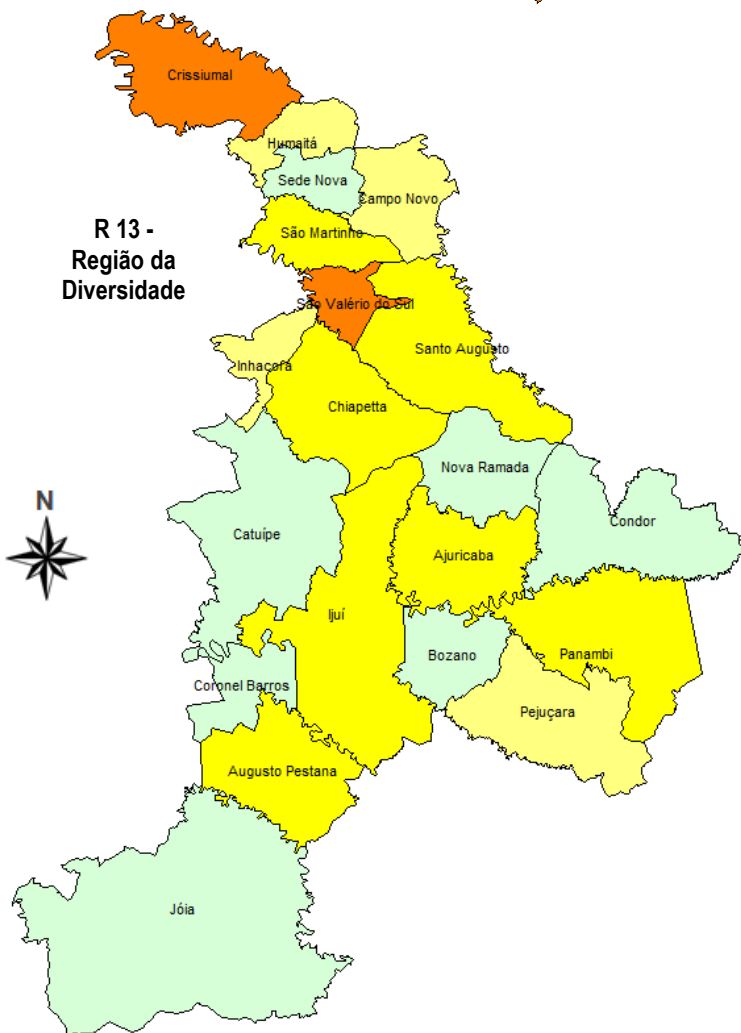 Crissiumal
Humaitá
Sede Nova
Campo Novo
R 13 -
Região da
Diversidade
São Martinho
São Valério do Sul
Santo Augusto
Inhacorá
Chiapetta
Nova Ramada
N
Condor
Catuípe
Ajuricaba
Ijuí
Bozano
Panambi
Coronel Barros
Pejuçara
Augusto Pestana
Jóia